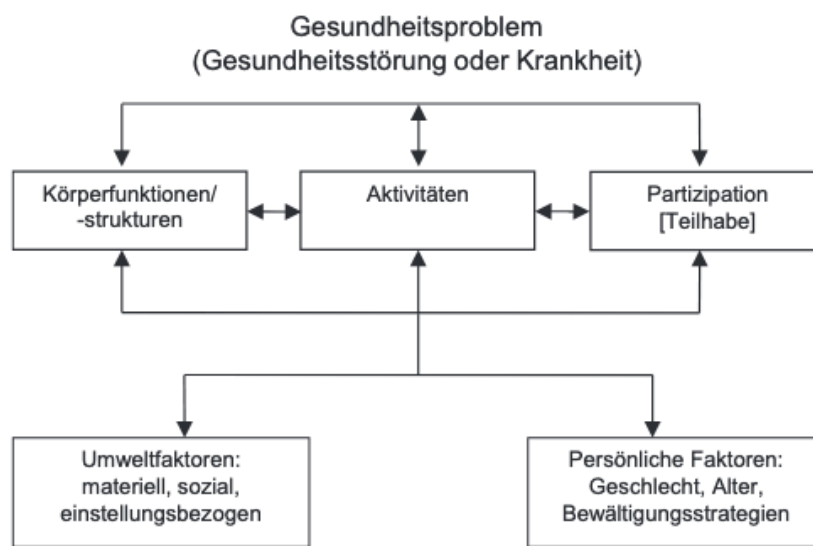 Gesundheitsproblem
(Gesundheitsstörung oder Krankheit)
Körperfunktionen/
-strukturen
Aktivitäten
Partizipation
[Teilhabe]
Umweltfaktoren:
materiell, sozial,
einstellungsbezogen
Persönliche Faktoren:
Geschlecht, Alter,
Bewältigungsstrategien